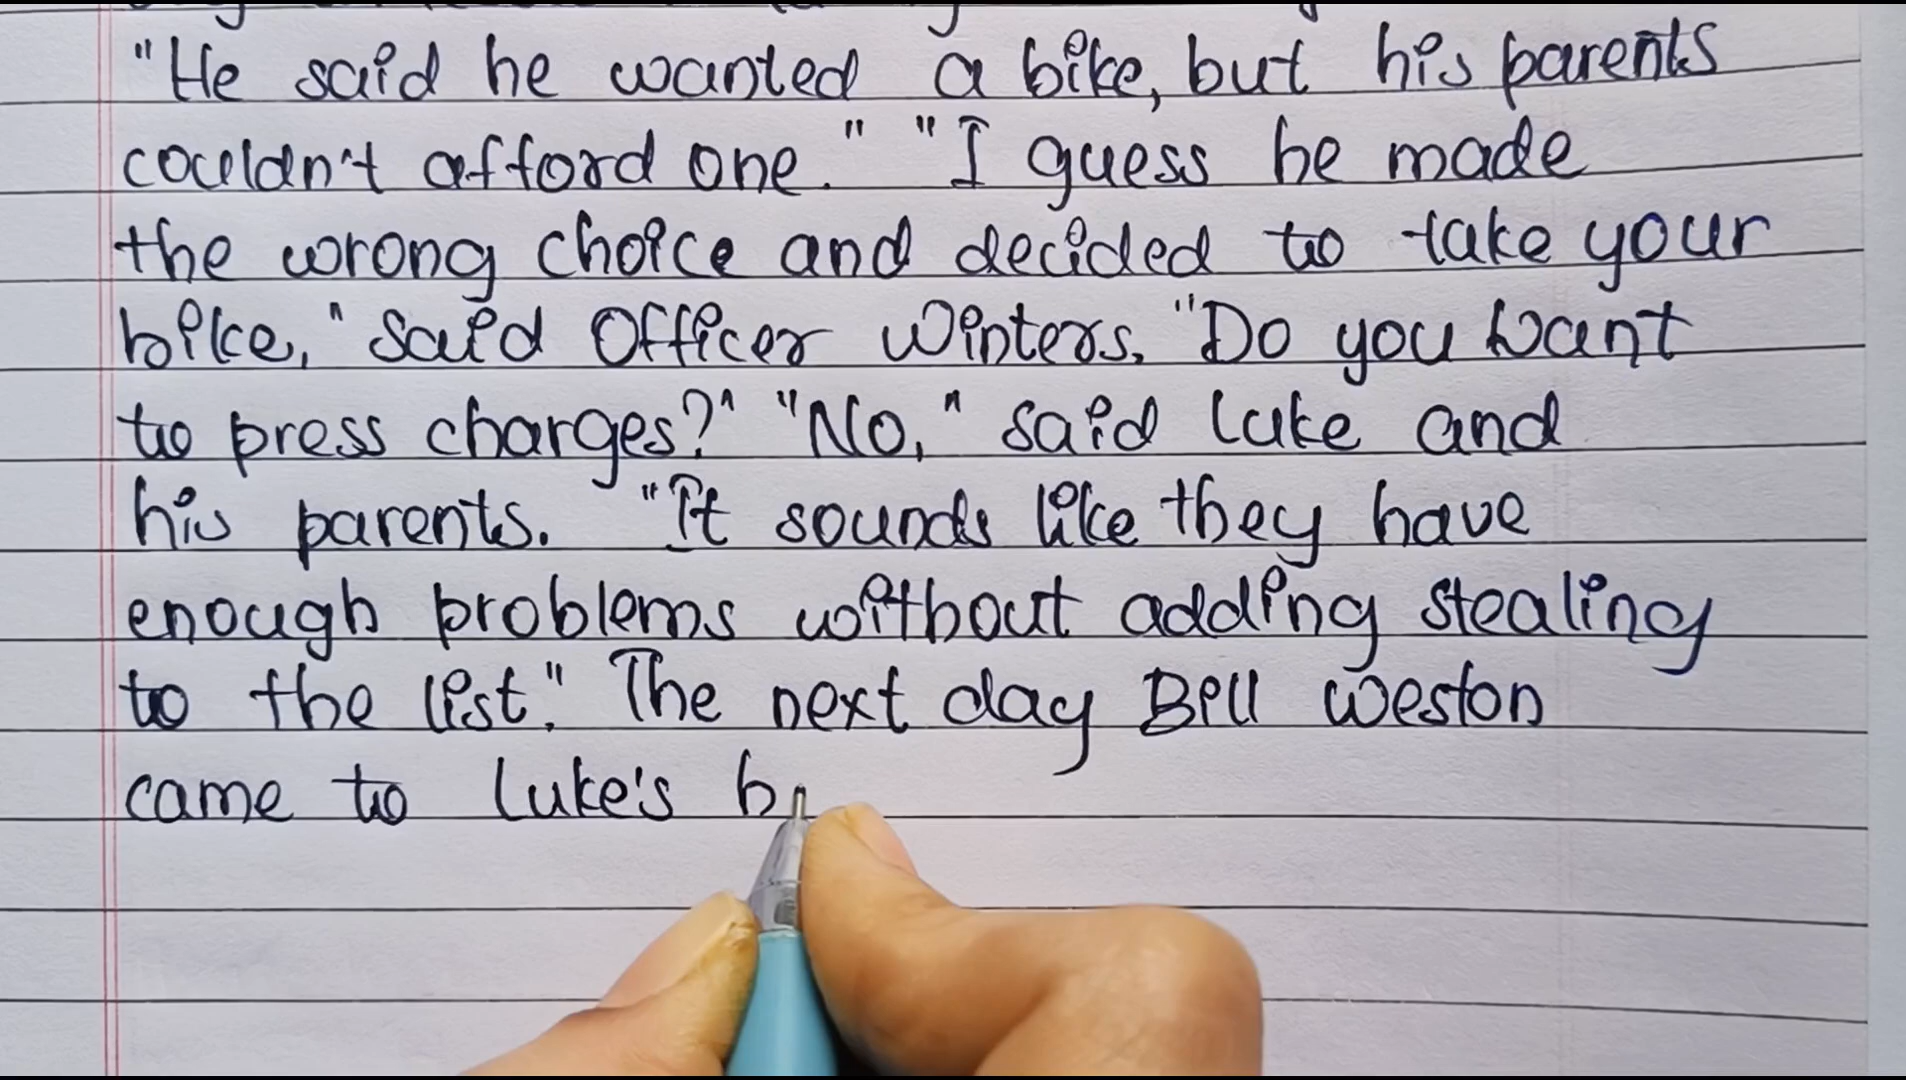 "He said he wanted a bike, but his parents
couldn't afford one." "I guess he made
the wrong choice and decided to take your
bike," said Officer Winters. "Do you want
to press charges?" "No," said Luke and
his parents. "It sounds like they have
enough problems without adding stealing
to the list." The next day Bill Weston
came to Luke's h